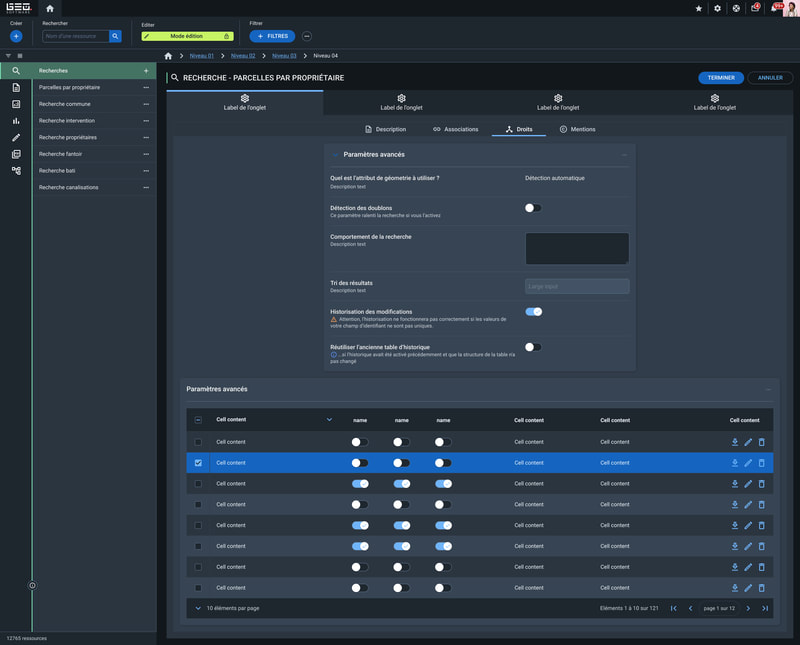 GEO
SOFTWARE
4
99+
Créer
Rechercher
Editer
Filtrer
Nom d'une ressource
Mode édition
+ FILTRES
Niveau 01
Niveau 02
Niveau 03
Niveau 04
Recherches
Parcelles par propriétaire
Recherche commune
Recherche intervention
Recherche propriétaires
Recherche fantoir
Recherche bati
Recherche canalisations
RECHERCHE - PARCELLES PAR PROPRIÉTAIRE
TERMINER
ANNULER
Label de l'onglet
Label de l'onglet
Label de l'onglet
Label de l'onglet
Description
Associations
Droits
Mentions
Paramètres avancés
Quel est l'attribut de géometrie à utiliser ?
Description text
Détection automatique
Détection des doublons
Ce paramètre ralenti la recherche si vous l'activez
Comportement de la recherche
Description text
Tri des résultats
Description text
Large input
Historisation des modifications
Attention, l'historisation ne fonctionnera pas correctement si les valeurs de
votre champ d'identifiant ne sont pas uniques.
Réutiliser l'ancienne table d'historique
...si l'historique avait été activé précédemment et que la structure de la table n'a
pas changé
Paramètres avancés
Cell content name name name Cell content Cell content Cell content
Cell content Cell content Cell content
Cell content Cell content Cell content
Cell content Cell content Cell content
Cell content Cell content Cell content
Cell content Cell content Cell content
Cell content Cell content Cell content
Cell content Cell content Cell content
Cell content Cell content Cell content
10 éléments par page
Eléments 1 à 10 sur 121
page 1 sur 12
12765 ressources